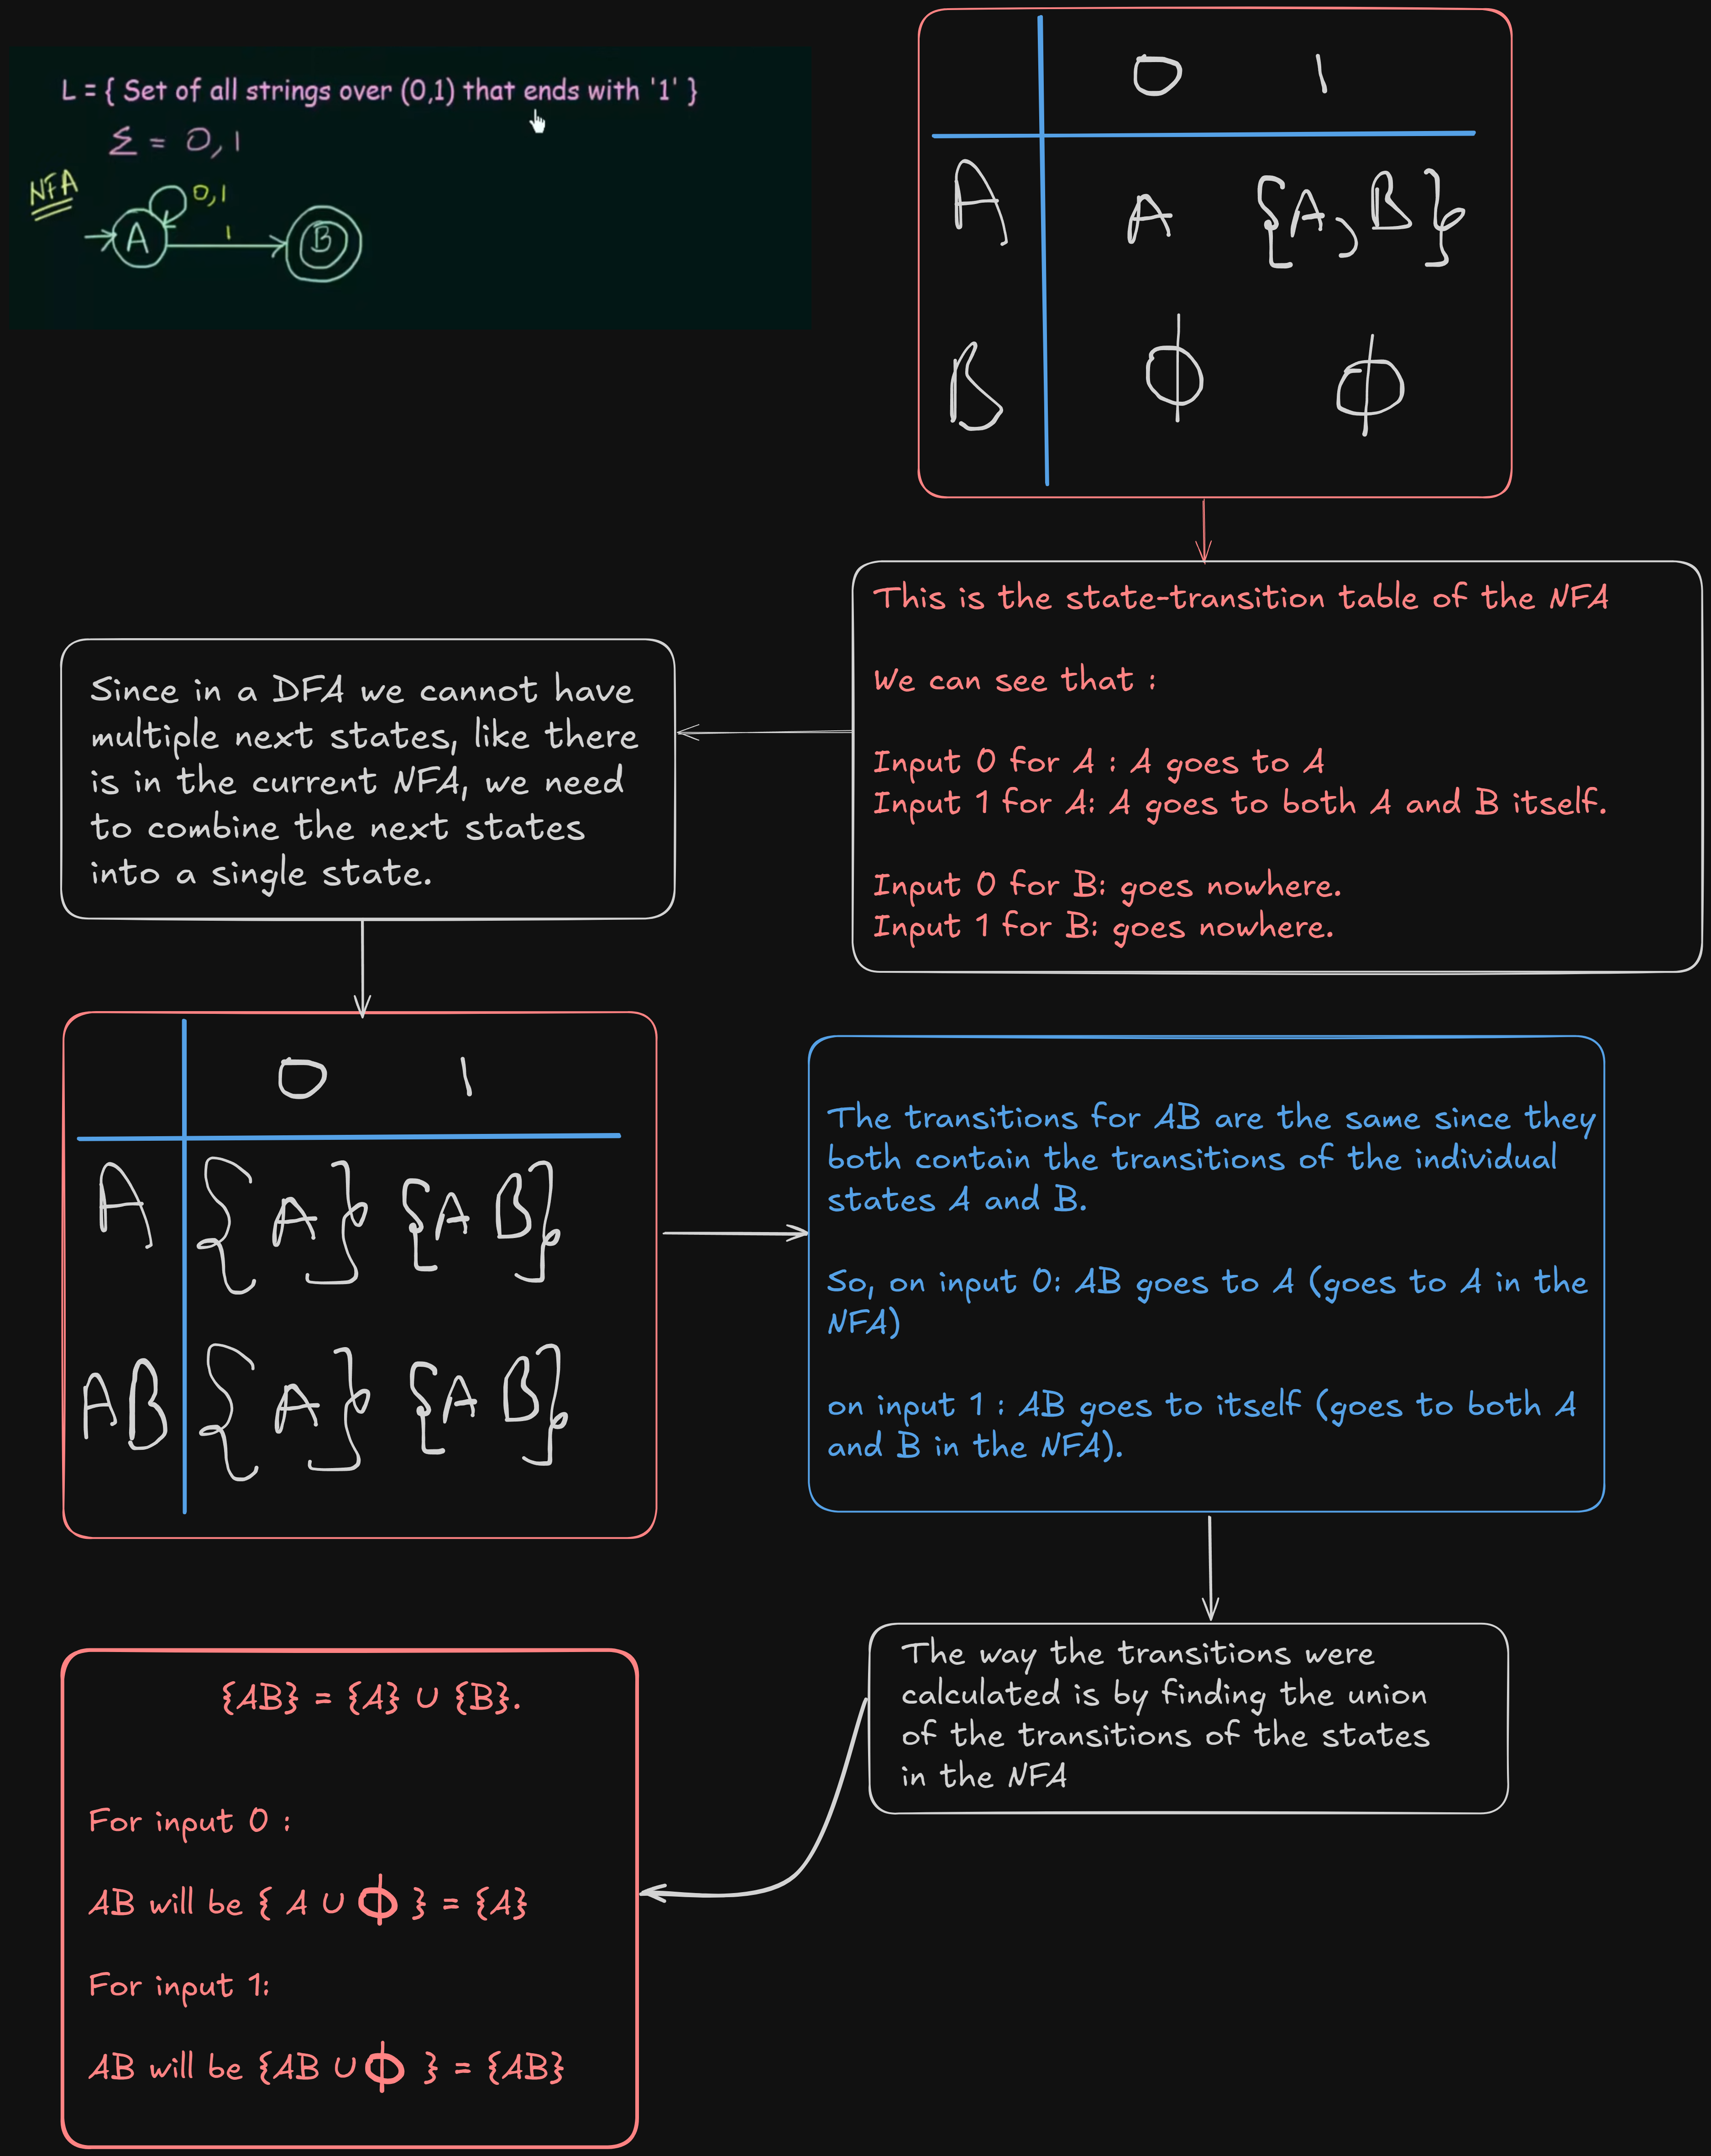 L = { Set of all strings over (0,1) that ends with '1' }
Σ = 0, 1
NFA
0,1
A
1
B
0 1
A A {A, B}
B ϕ ϕ
This is the state-transition table of the NFA
We can see that :
Input 0 for A : A goes to A
Input 1 for A: A goes to both A and B itself.
Input 0 for B: goes nowhere.
Input 1 for B: goes nowhere.
Since in a DFA we cannot have
multiple next states, like there
is in the current NFA, we need
to combine the next states
into a single state.
0 1
A {A} {A B}
AB {A} {A B}
The transitions for AB are the same since they
both contain the transitions of the individual
states A and B.
So, on input 0: AB goes to A (goes to A in the
NFA)
on input 1 : AB goes to itself (goes to both A
and B in the NFA).
The way the transitions were
calculated is by finding the union
of the transitions of the states
in the NFA
{AB} = {A} ∪ {B}.
For input 0 :
AB will be { A ∪ ϕ } = {A}
For input 1:
AB will be {AB ∪ ϕ } = {AB}